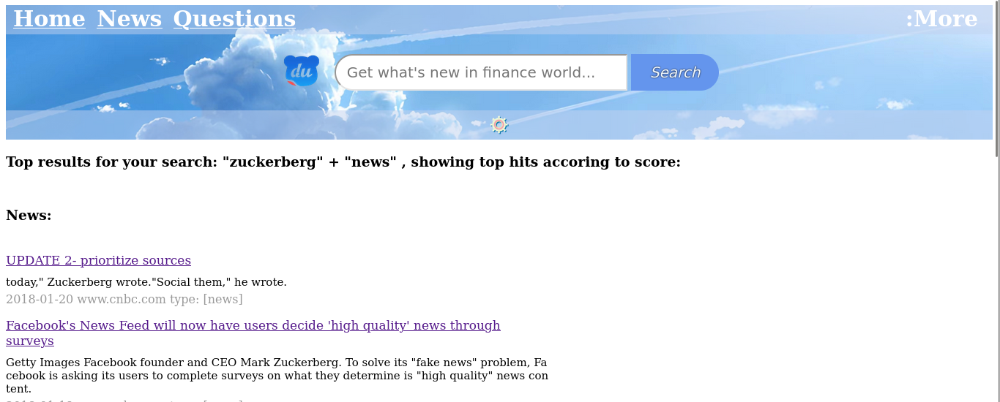 Home News Questions :More
du Get what's new in finance world... Search
Top results for your search: "zuckerberg" + "news" , showing top hits accoring to score:
News:
UPDATE 2- prioritize sources
today," Zuckerberg wrote."Social them," he wrote.
2018-01-20 www.cnbc.com type: [news]
Facebook's News Feed will now have users decide 'high quality' news through
surveys
Getty Images Facebook founder and CEO Mark Zuckerberg. To solve its "fake news" problem, Fa
cebook is asking its users to complete surveys on what they determine is "high quality" news con
tent.